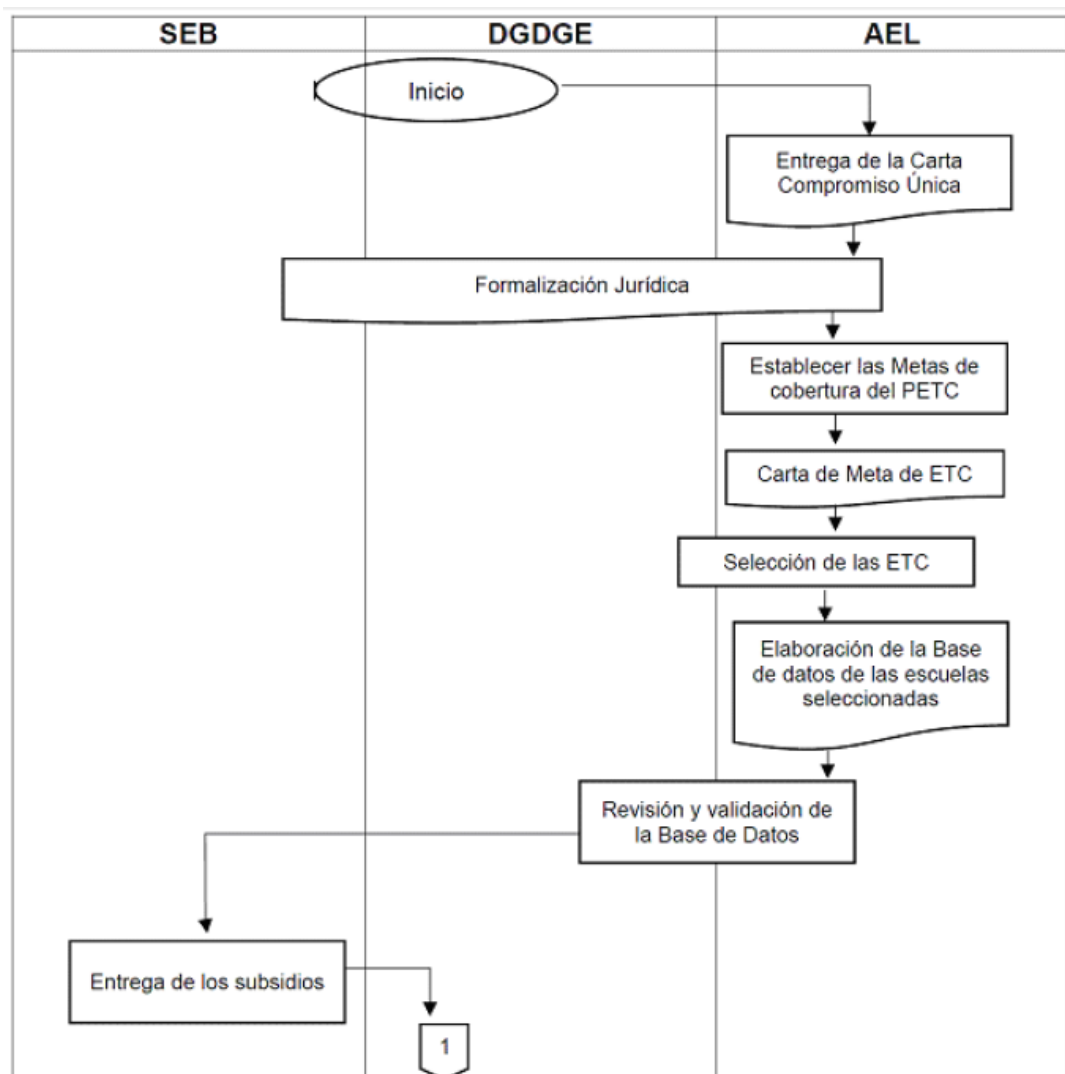 SEB
DGDGE
AEL
Inicio
Entrega de la Carta
Compromiso Única
Formalización Jurídica
Establecer las Metas de
cobertura del PETC
Carta de Meta de ETC
Selección de las ETC
Elaboración de la Base
de datos de las escuelas
seleccionadas
Revisión y validación de
la Base de Datos
Entrega de los subsidios
1